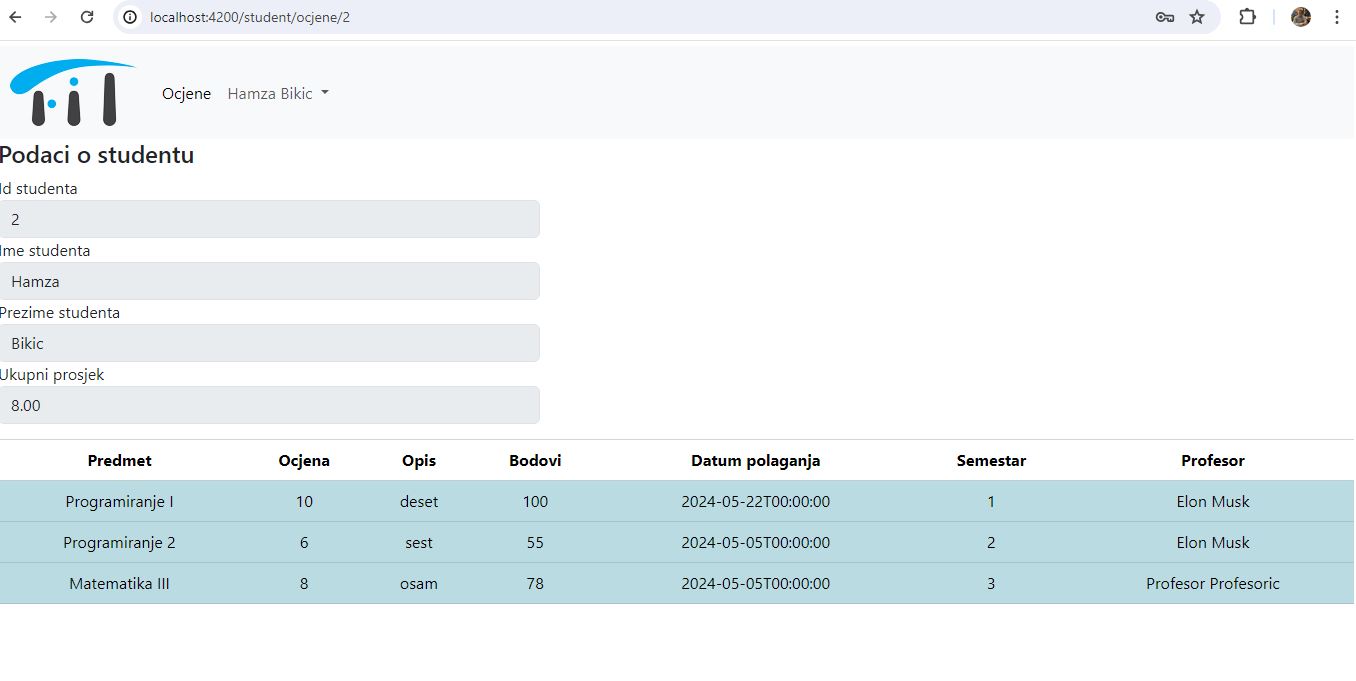 localhost:4200/student/ocjene/2
FIT Ocjene Hamza Bikic
Podaci o studentu
Id studenta
2
Ime studenta
Hamza
Prezime studenta
Bikic
Ukupni prosjek
8.00
Predmet Ocjena Opis Bodovi Datum polaganja Semestar Profesor
Programiranje I 10 deset 100 2024-05-22T00:00:00 1 Elon Musk
Programiranje 2 6 sest 55 2024-05-05T00:00:00 2 Elon Musk
Matematika III 8 osam 78 2024-05-05T00:00:00 3 Profesor Profesoric